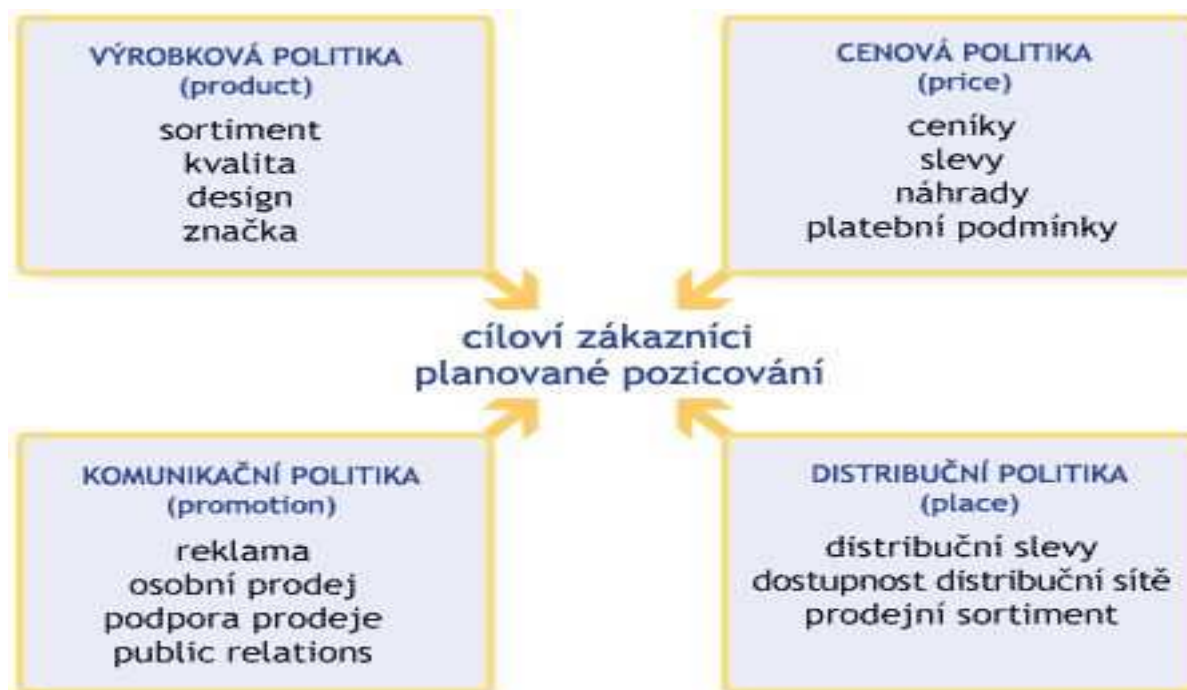 VÝROBKOVÁ POLITIKA
(product)
sortiment
kvalita
design
značka
CENOVÁ POLITIKA
(price)
ceníky
slevy
náhrady
platební podmínky
cíloví zákazníci
planované pozicování
KOMUNIKAČNÍ POLITIKA
(promotion)
reklama
osobní prodej
podpora prodeje
public relations
DISTRIBUČNÍ POLITIKA
(place)
distribuční slevy
dostupnost distribuční sítě
prodejní sortiment